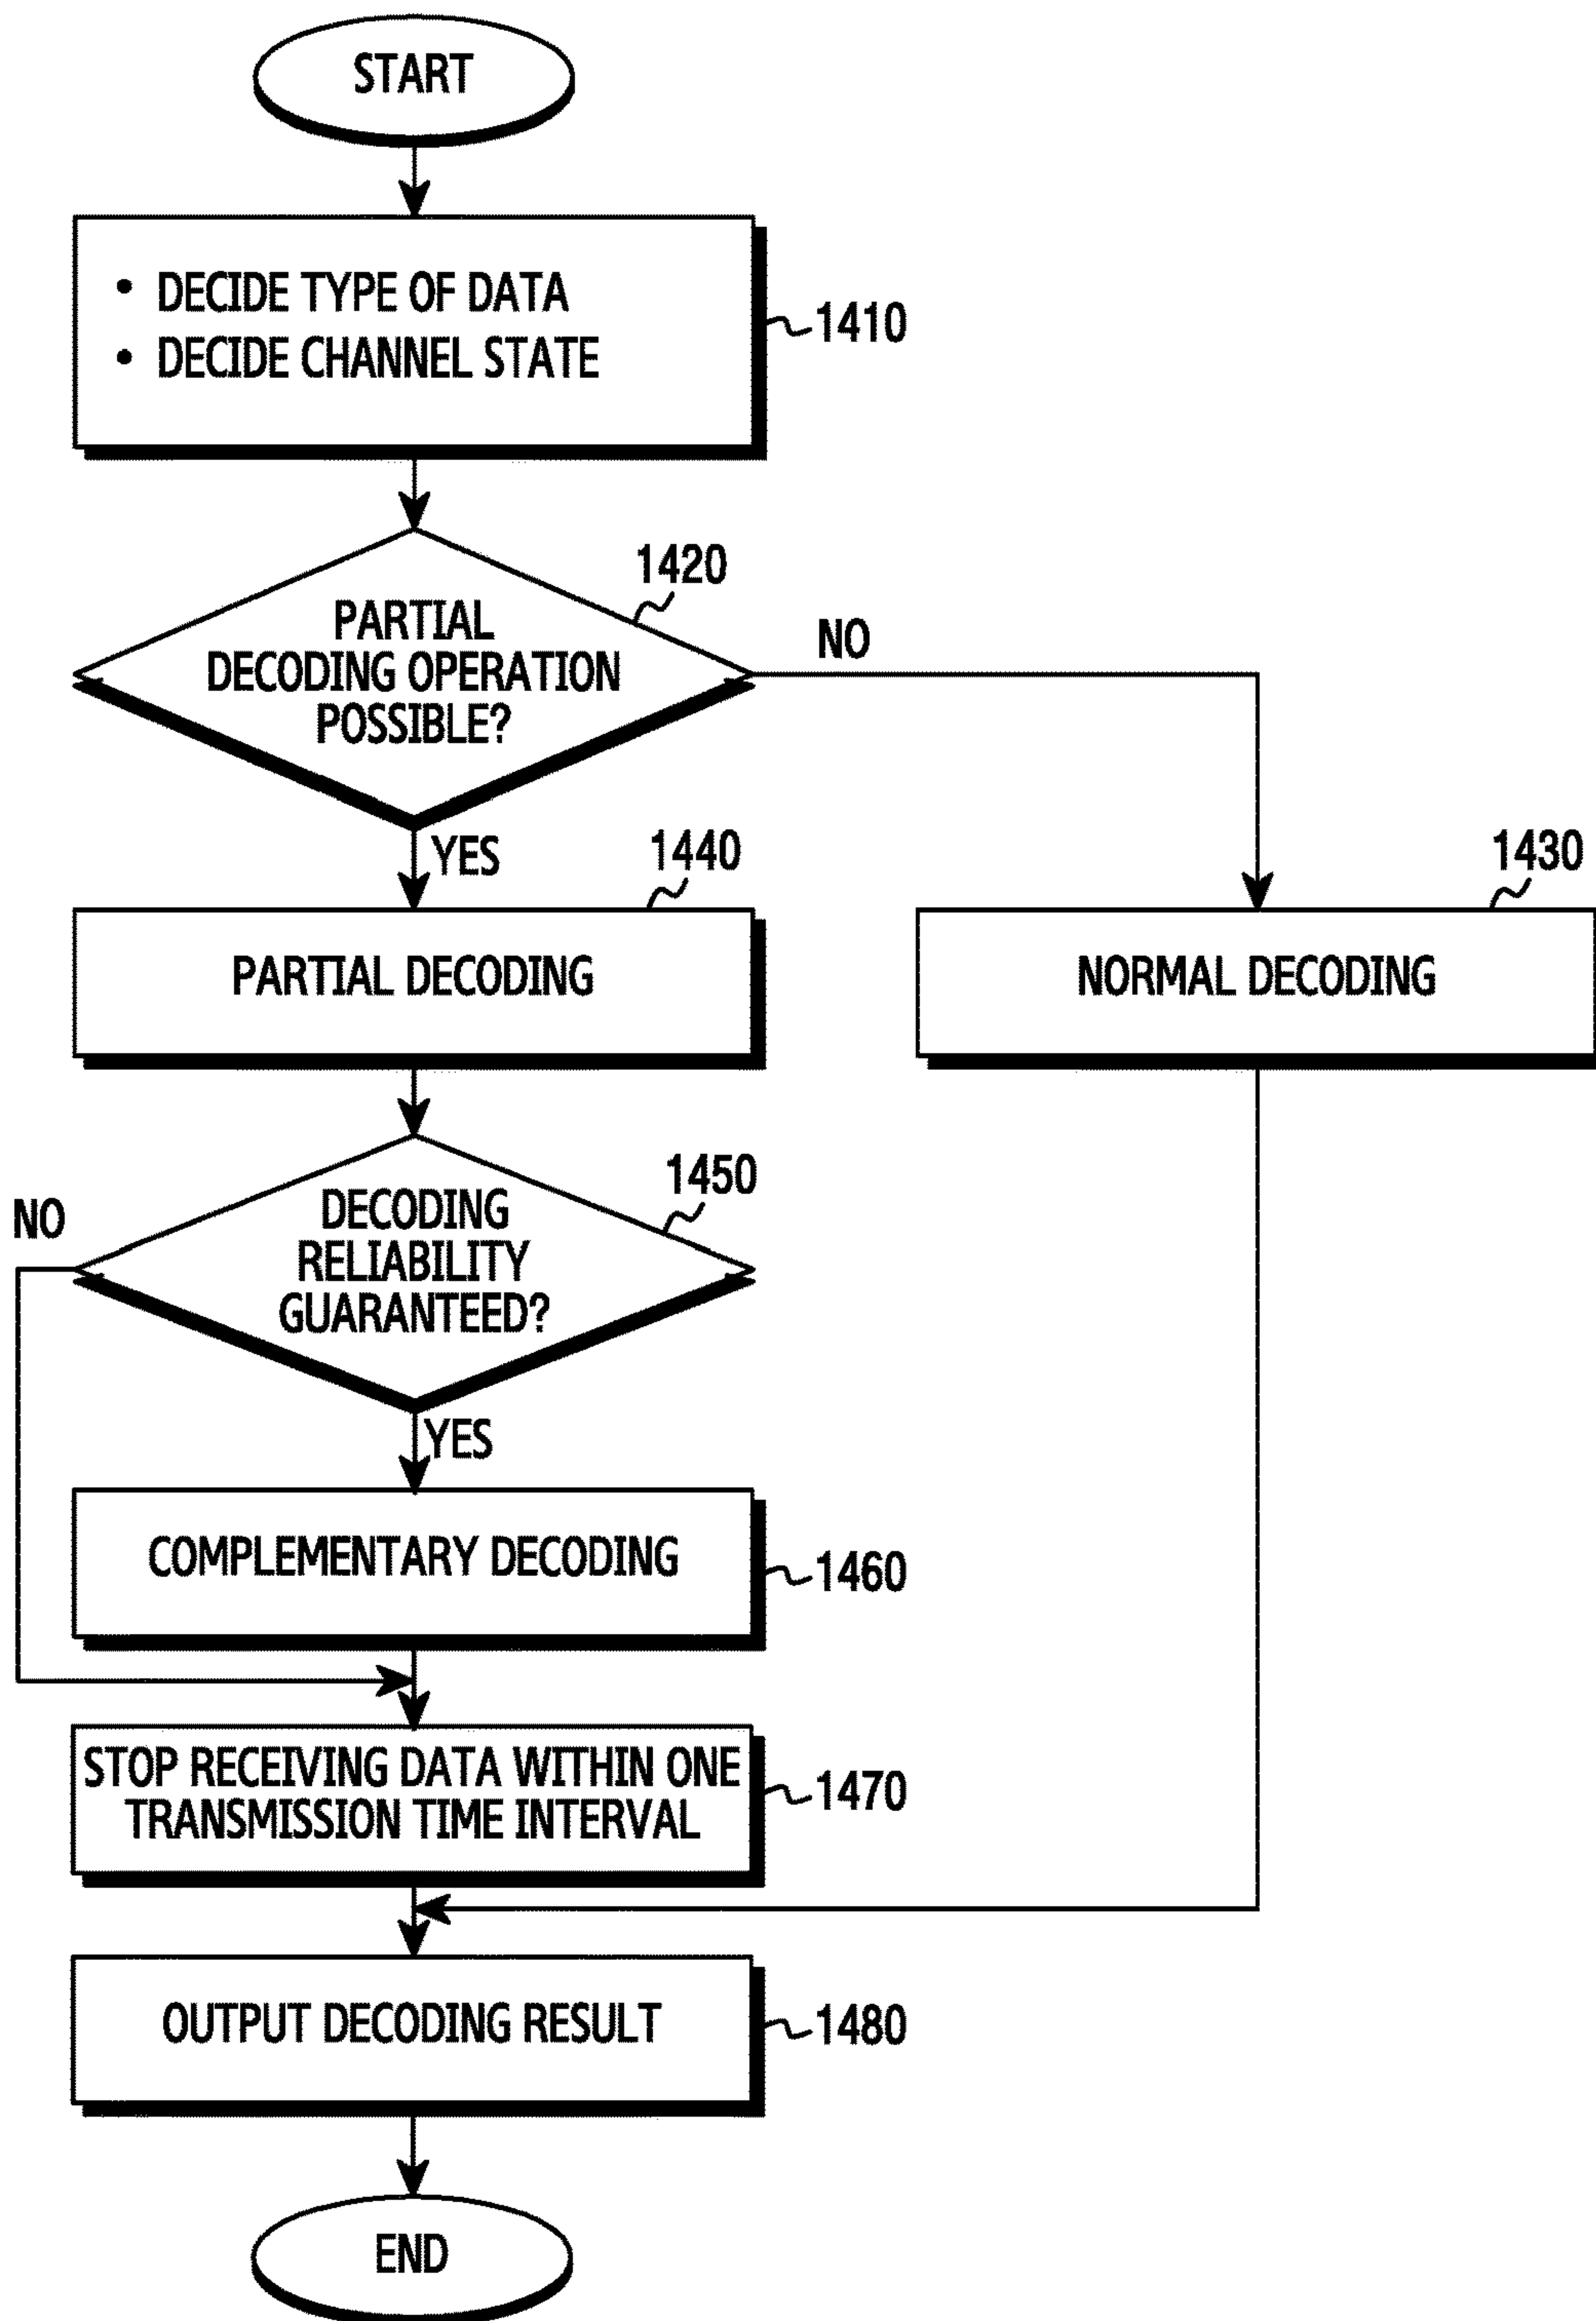 START
• DECIDE TYPE OF DATA
• DECIDE CHANNEL STATE
1410
1420
PARTIAL
DECODING OPERATION
POSSIBLE?
NO
YES
1440
1430
PARTIAL DECODING
NORMAL DECODING
1450
NO
DECODING
RELIABILITY
GUARANTEED?
YES
COMPLEMENTARY DECODING
1460
STOP RECEIVING DATA WITHIN ONE
TRANSMISSION TIME INTERVAL
1470
OUTPUT DECODING RESULT
1480
END